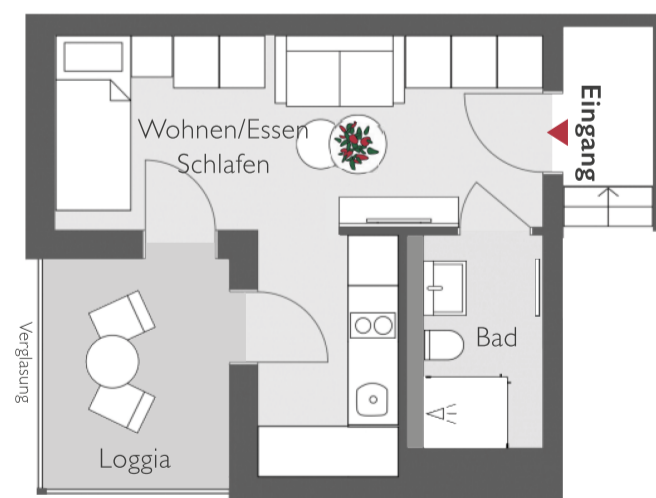 Wohnen/Essen
Schlafen
Eingang
Verglasung
Bad
Loggia